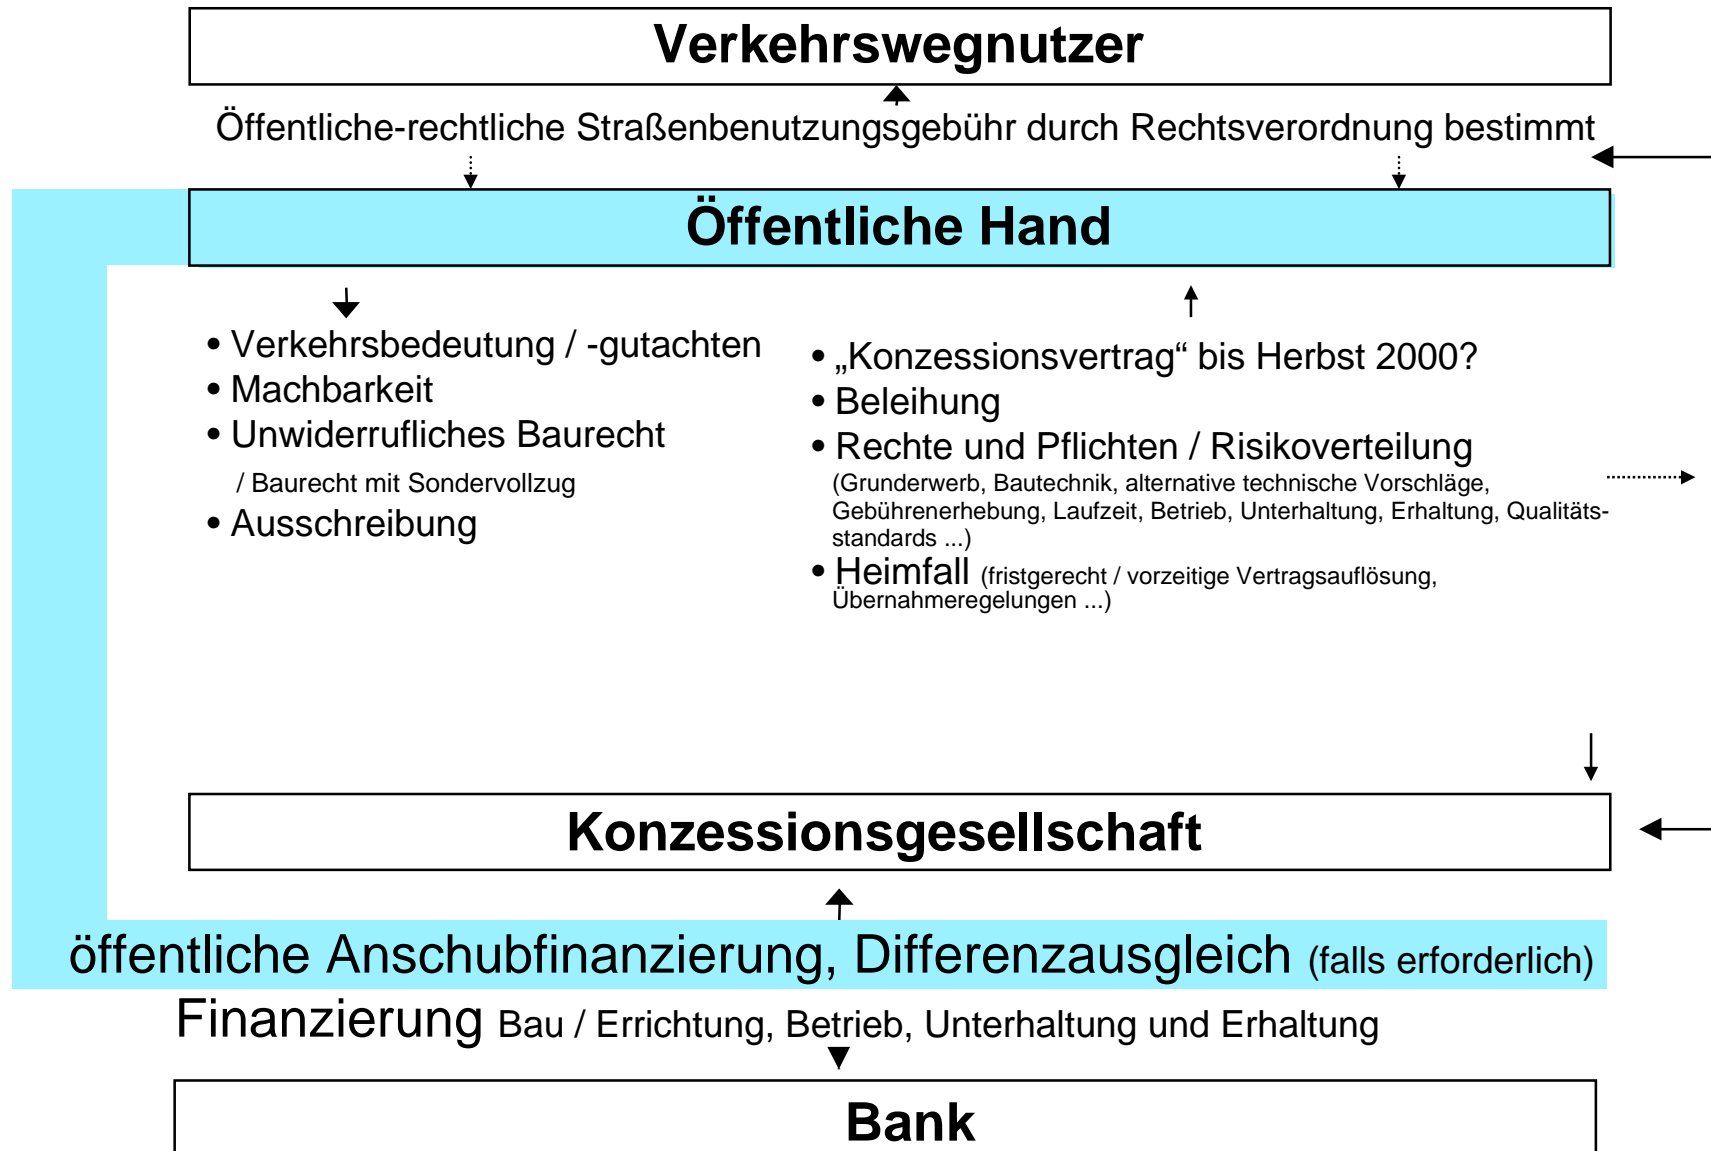 Verkehrswegnutzer
Öffentliche-rechtliche Straßenbenutzungsgebühr durch Rechtsverordnung bestimmt
Öffentliche Hand
• Verkehrsbedeutung / -gutachten
• Machbarkeit
• Unwiderrufliches Baurecht
/ Baurecht mit Sondervollzug
• Ausschreibung
• „Konzessionsvertrag“ bis Herbst 2000?
• Beleihung
• Rechte und Pflichten / Risikoverteilung
(Grunderwerb, Bautechnik, alternative technische Vorschläge,
Gebührenerhebung, Laufzeit, Betrieb, Unterhaltung, Erhaltung, Qualitäts-
standards ...)
• Heimfall (fristgerecht / vorzeitige Vertragsauflösung,
Übernahmeregelungen ...)
Konzessionsgesellschaft
öffentliche Anschubfinanzierung, Differenzausgleich (falls erforderlich)
Finanzierung Bau / Errichtung, Betrieb, Unterhaltung und Erhaltung
Bank